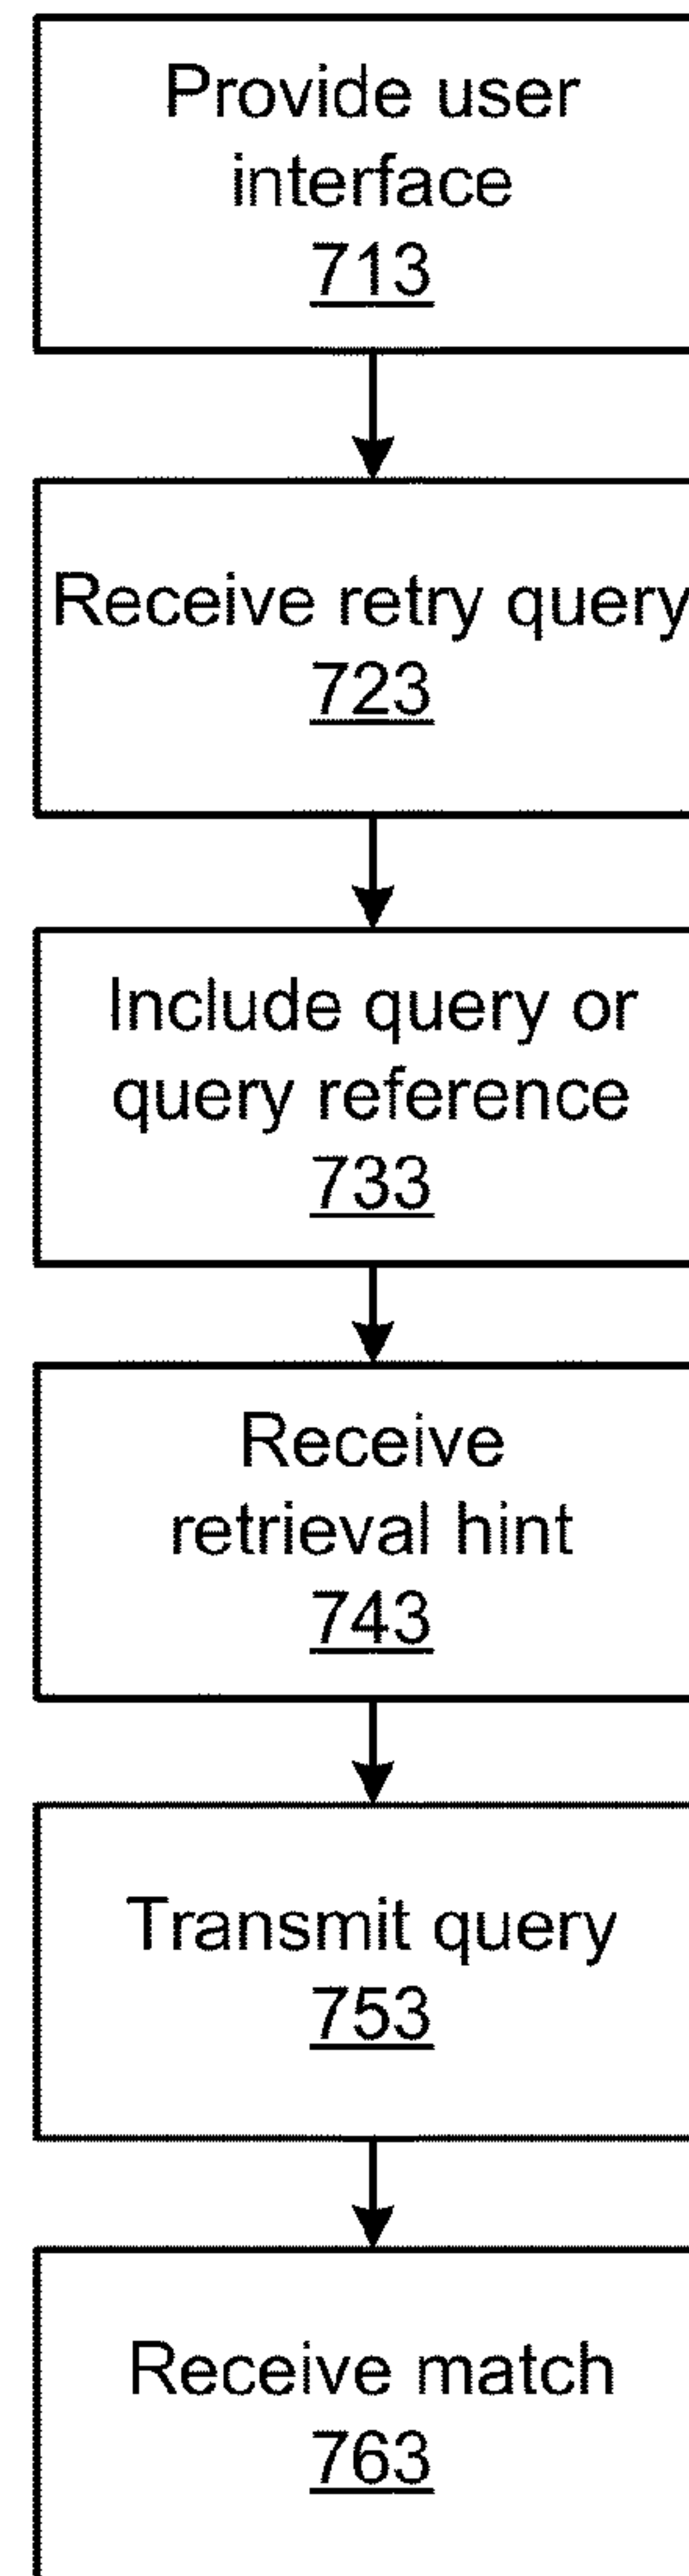 Provide user
interface
713
Receive retry query
723
Include query or
query reference
733
Receive
retrieval hint
743
Transmit query
753
Receive match
763